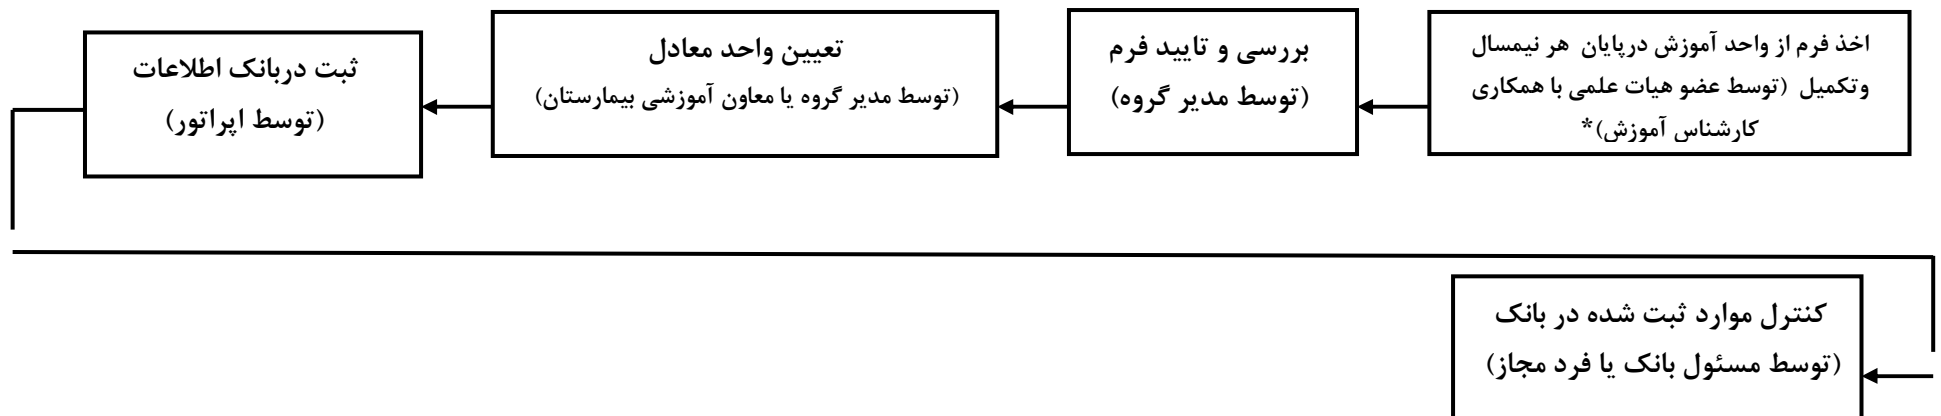 اخذ فرم از واحد آموزش درپایان هر نیمسال
وتکمیل (توسط عضو هیات علمی با همکاری
کارشناس آموزش)*
بررسی و تایید فرم
(توسط مدیر گروه)
تعیین واحد معادل
(توسط مدیر گروه یا معاون آموزشی بیمارستان)
ثبت دربانک اطلاعات
(توسط اپراتور)
کنترل موارد ثبت شده در بانک
(توسط مسئول بانک یا فرد مجاز)